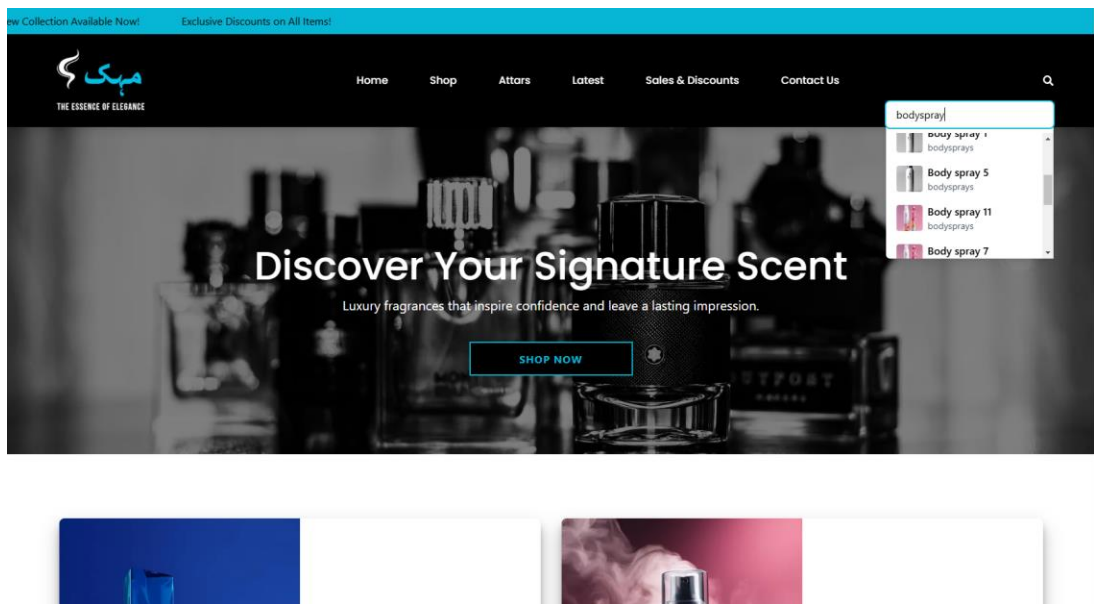 ew Collection Available Now! Exclusive Discounts on All Items!
مہک
THE ESSENCE OF ELEGANCE
Home Shop Attars Latest Sales & Discounts Contact Us
bodyspray
Body spray 1
bodysprays
Body spray 5
bodysprays
Body spray 11
bodysprays
Body spray 7
Discover Your Signature Scent
Luxury fragrances that inspire confidence and leave a lasting impression.
SHOP NOW